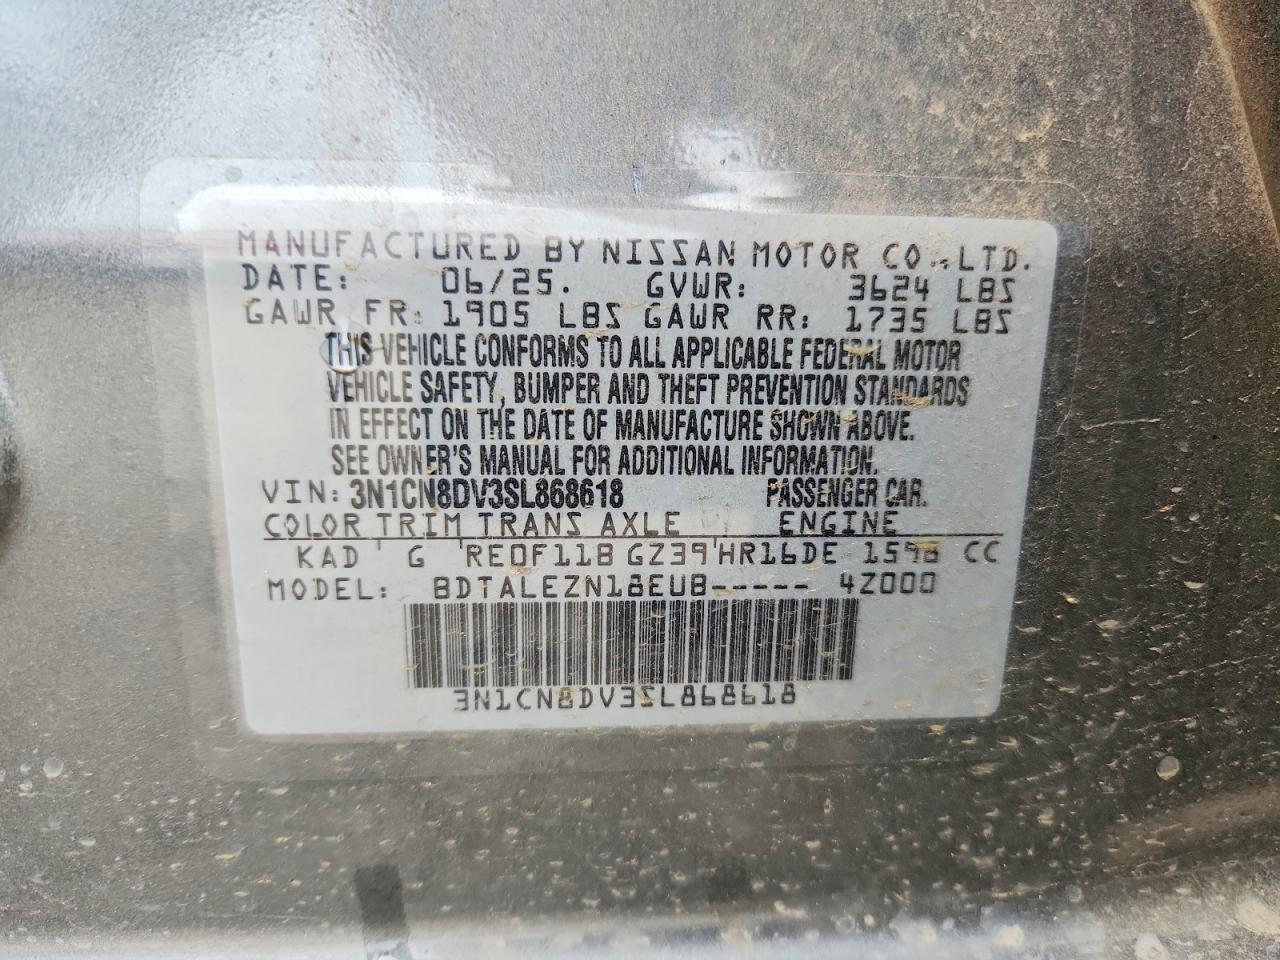 MANUFACTURED BY NISSAN MOTOR CO.,LTD.
DATE: 06/25. GVWR: 3624 LBS
GAWR FR: 1905 LBS GAWR RR: 1735 LBS
THIS VEHICLE CONFORMS TO ALL APPLICABLE FEDERAL MOTOR
VEHICLE SAFETY, BUMPER AND THEFT PREVENTION STANDARDS
IN EFFECT ON THE DATE OF MANUFACTURE SHOWN ABOVE.
SEE OWNER'S MANUAL FOR ADDITIONAL INFORMATION.
VIN: 3N1CN8DV3SL868618 PASSENGER CAR.
COLOR TRIM TRANS AXLE ENGINE
KAD G RE0F11B GZ39 HR16DE 1598 CC
MODEL: BDTALEZN18EUB----- 4Z000
3N1CN8DV3SL868618